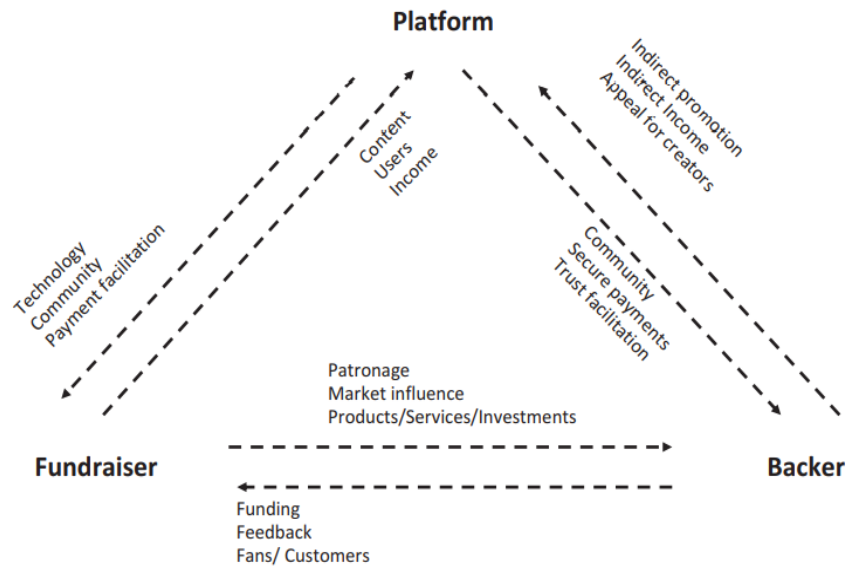 Platform
Indirect promotion
Indirect Income
Appeal for creators
Content
Users
Income
Technology
Community
Payment facilitation
Community
Secure payments
Trust facilitation
Patronage
Market influence
Products/Services/Investments
Fundraiser
Backer
Funding
Feedback
Fans/ Customers